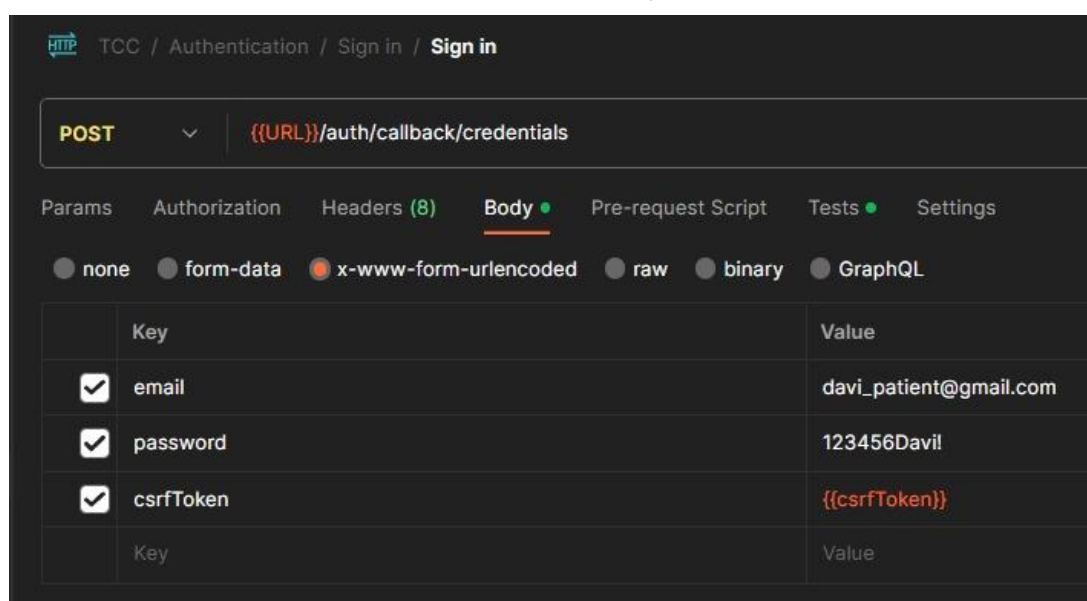 HTTP TCC / Authentication / Sign in / Sign in
POST {{URL}}/auth/callback/credentials
Params Authorization Headers (8) Body Pre-request Script Tests Settings
none form-data x-www-form-urlencoded raw binary GraphQL
Key Value
email davi_patient@gmail.com
password 123456Davi!
csrfToken {{csrfToken}}
Key Value